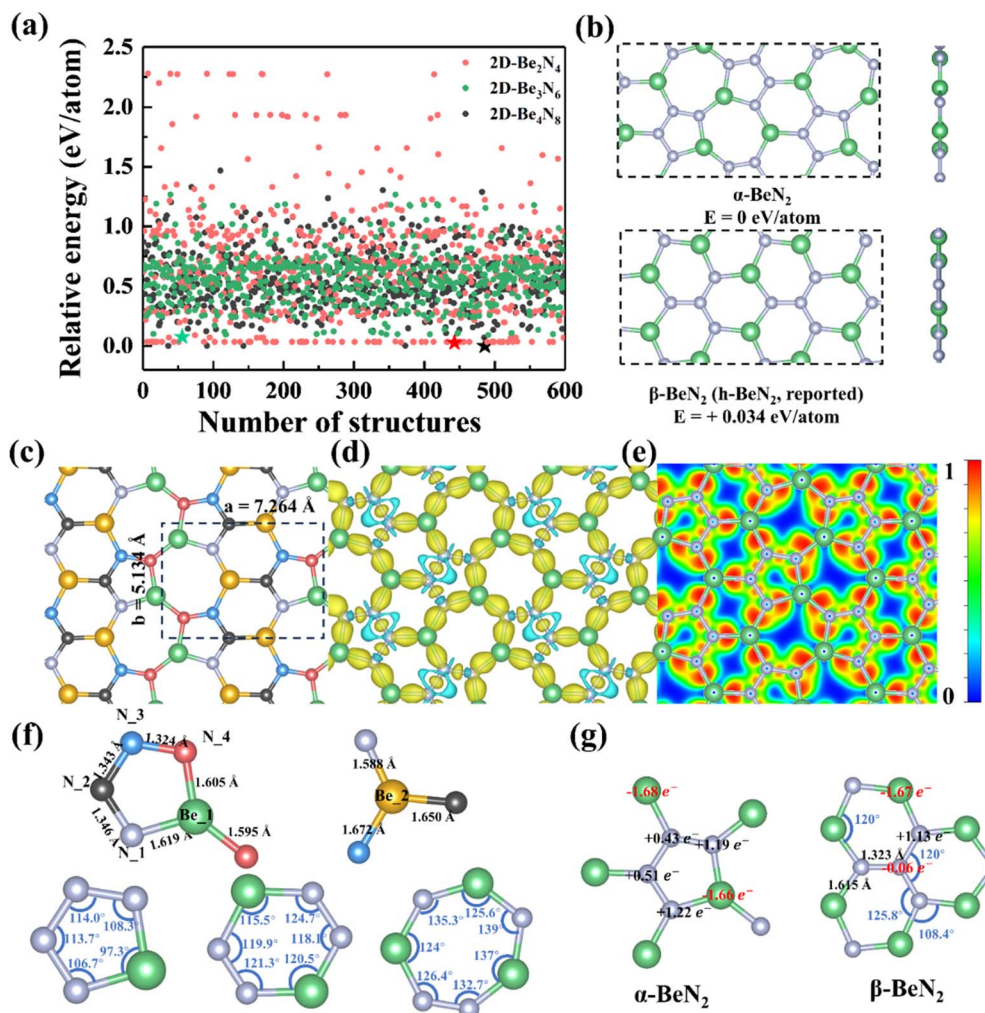 (a)
2.5
2.0
1.5
1.0
0.5
0.0
Relative energy (eV/atom)
2D-Be₂N₄
2D-Be₃N₆
2D-Be₄N₈
0 100 200 300 400 500 600
Number of structures
(b)
α-BeN₂
E = 0 eV/atom
β-BeN₂ (h-BeN₂, reported)
E = + 0.034 eV/atom
(c)
a = 7.264 Å
b = 5.134 Å
(d)
(e)
1
0
(f)
N_3
1.324 Å
N_4
1.343 Å
N_2
1.605 Å
Be_1
1.346 Å
1.619 Å
N_1
1.595 Å
1.588 Å
Be_2
1.650 Å
1.672 Å
114.0°
108.3°
113.7°
97.3°
106.7°
115.5°
124.7°
119.9°
118.1°
121.3°
120.5°
135.3°
125.6°
139°
124°
137°
126.4°
132.7°
(g)
-1.68 e⁻
+0.43 e⁻
+1.19 e⁻
+0.51 e⁻
-1.66 e⁻
+1.22 e⁻
α-BeN₂
-1.67 e⁻
120°
+1.13 e⁻
1.323 Å
120°
-0.06 e⁻
1.615 Å
125.8°
108.4°
β-BeN₂